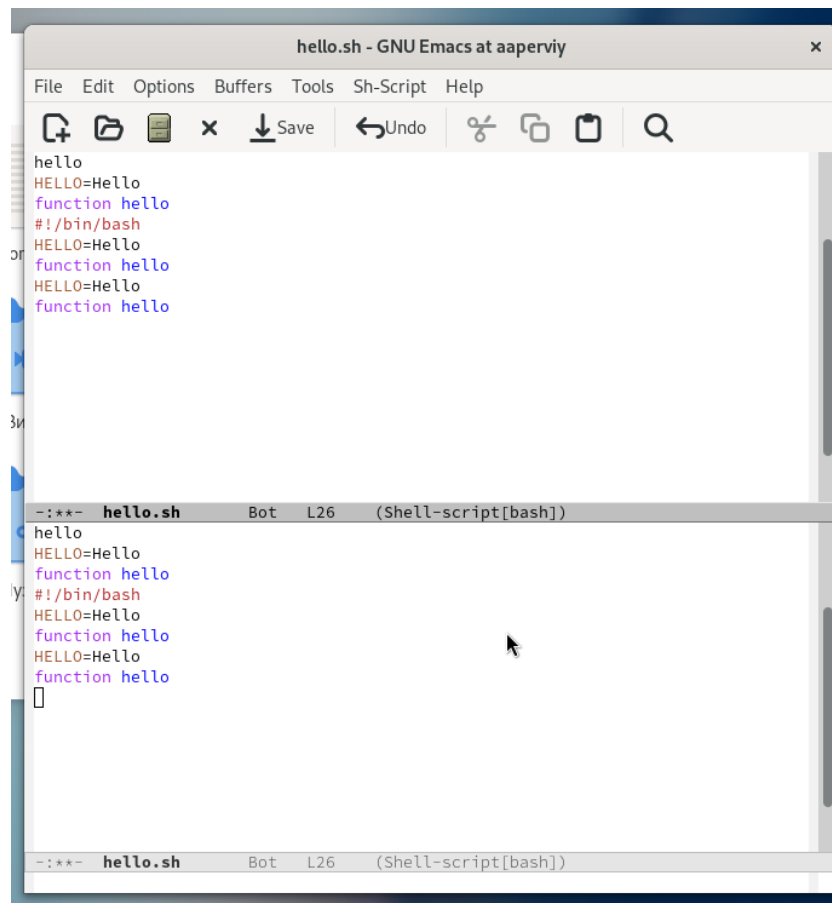 hello.sh - GNU Emacs at aaperviy
File Edit Options Buffers Tools Sh-Script Help
Save Undo
hello
HELLO=Hello
function hello
#!/bin/bash
HELLO=Hello
function hello
HELLO=Hello
function hello
-:**- hello.sh Bot L26 (Shell-script[bash])
hello
HELLO=Hello
function hello
#!/bin/bash
HELLO=Hello
function hello
HELLO=Hello
function hello
-:**- hello.sh Bot L26 (Shell-script[bash])